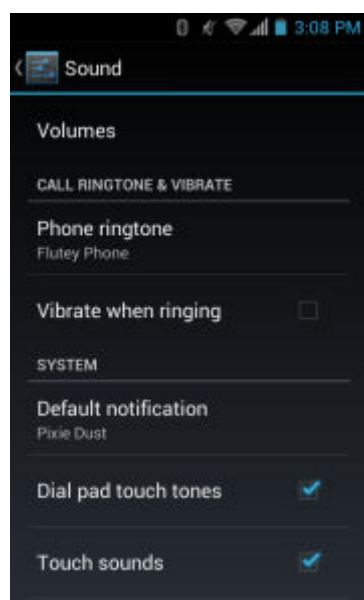 3:08 PM
Sound
Volumes
CALL RINGTONE & VIBRATE
Phone ringtone
Flutey Phone
Vibrate when ringing
SYSTEM
Default notification
Pixie Dust
Dial pad touch tones
Touch sounds